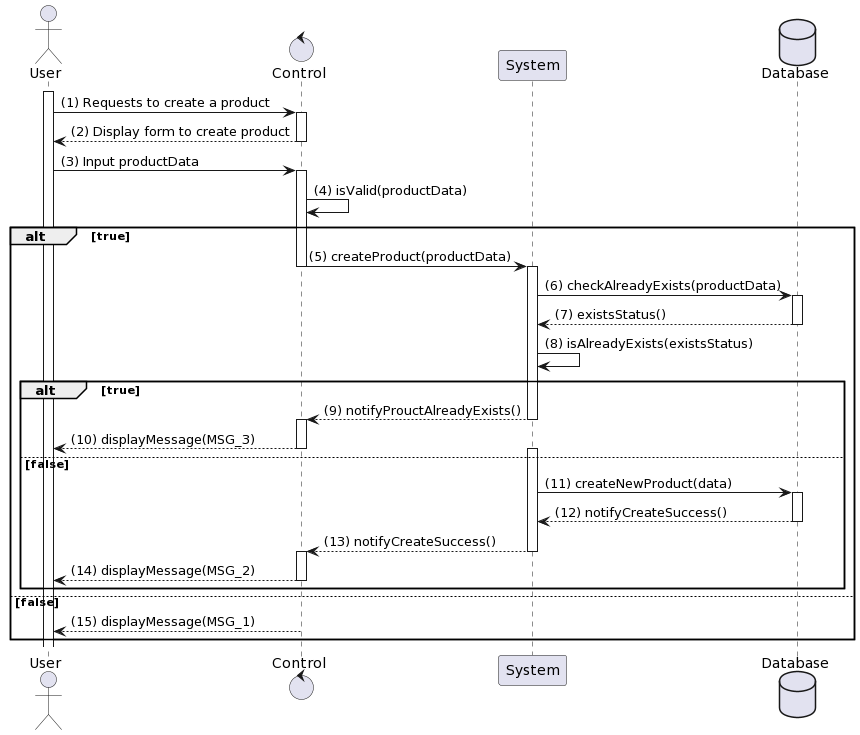 User
Control
System
Database
(1) Requests to create a product
(2) Display form to create product
(3) Input productData
(4) isValid(productData)
alt [true]
(5) createProduct(productData)
(6) checkAlreadyExists(productData)
(7) existsStatus()
(8) isAlreadyExists(existsStatus)
alt [true]
(9) notifyProuctAlreadyExists()
(10) displayMessage(MSG_3)
[false]
(11) createNewProduct(data)
(12) notifyCreateSuccess()
(13) notifyCreateSuccess()
(14) displayMessage(MSG_2)
[false]
(15) displayMessage(MSG_1)
User
Control
System
Database